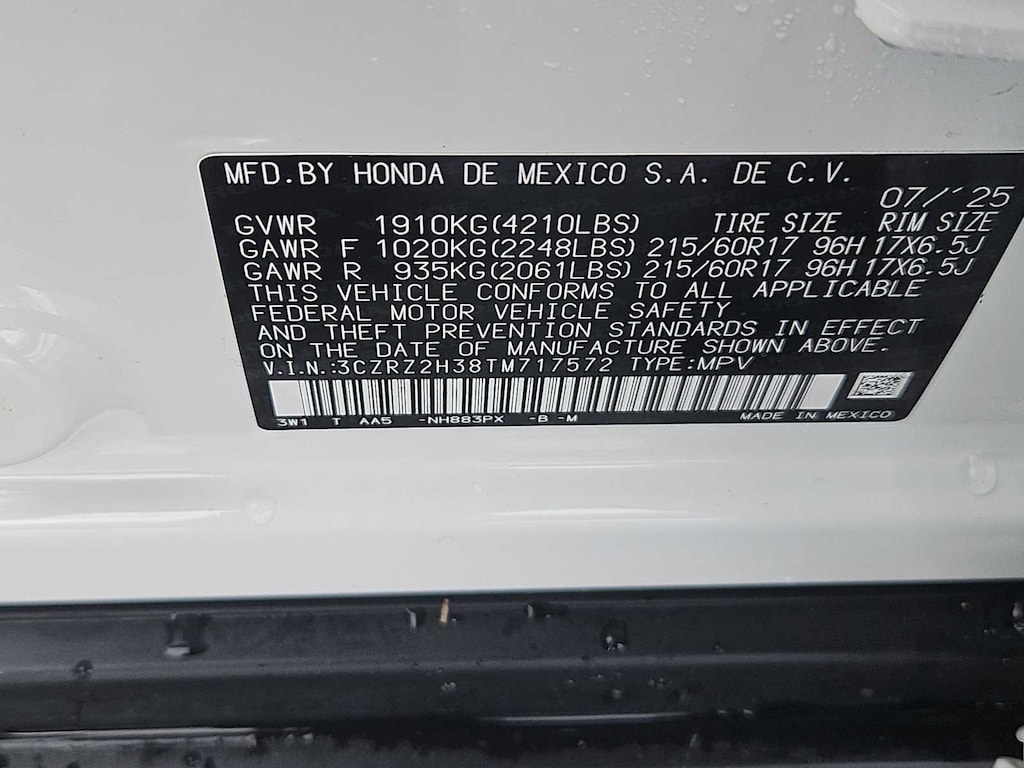 MFD.BY HONDA DE MEXICO S.A. DE C.V.
07/'25
GVWR 1910KG(4210LBS) TIRE SIZE RIM SIZE
GAWR F 1020KG(2248LBS) 215/60R17 96H 17X6.5J
GAWR R 935KG(2061LBS) 215/60R17 96H 17X6.5J
THIS VEHICLE CONFORMS TO ALL APPLICABLE
FEDERAL MOTOR VEHICLE SAFETY
AND THEFT PREVENTION STANDARDS IN EFFECT
ON THE DATE OF MANUFACTURE SHOWN ABOVE.
V.I.N.:3CZRZ2H38TM717572 TYPE:MPV
3W1 T AA5 -NH883PX -B -M MADE IN MEXICO